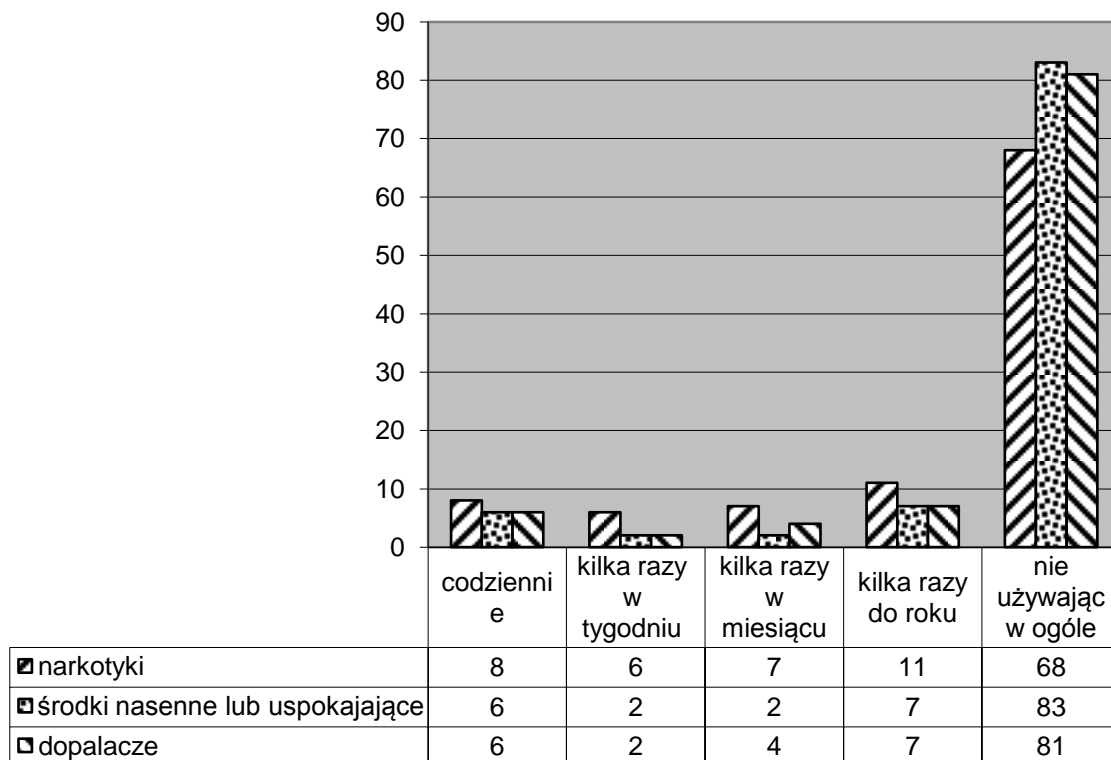 90
80
70
60
50
40
30
20
10
0
codzienni
e
kilka razy
w
tygodniu
kilka razy
w
miesiącu
kilka razy
do roku
nie
używając
w ogóle
narkotyki 8 6 7 11 68
środki nasenne lub uspokajające 6 2 2 7 83
dopalacze 6 2 4 7 81